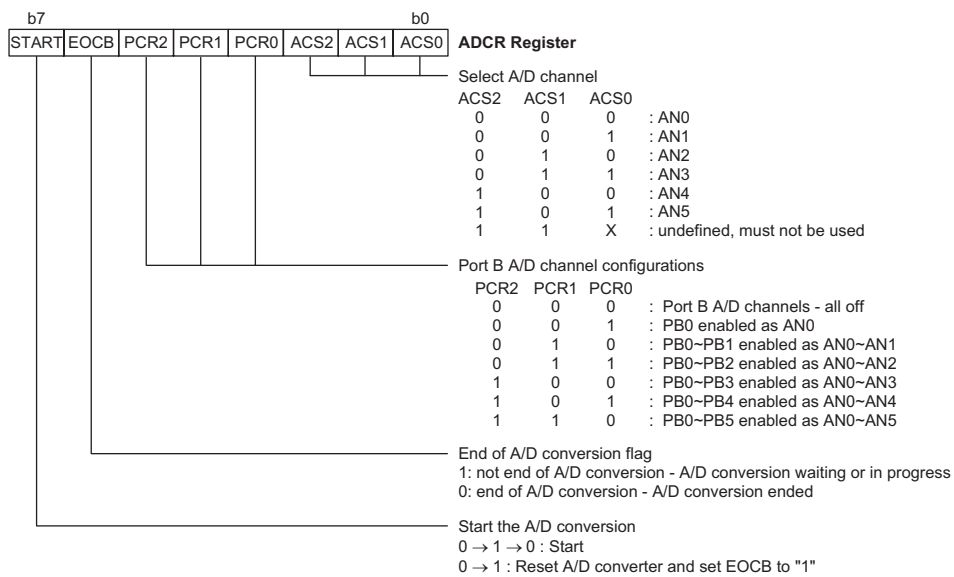 b7 b0
START EOCB PCR2 PCR1 PCR0 ACS2 ACS1 ACS0 ADCR Register
Select A/D channel
ACS2 ACS1 ACS0
0 0 0 : AN0
0 0 1 : AN1
0 1 0 : AN2
0 1 1 : AN3
1 0 0 : AN4
1 0 1 : AN5
1 1 X : undefined, must not be used
Port B A/D channel configurations
PCR2 PCR1 PCR0
0 0 0 : Port B A/D channels - all off
0 0 1 : PB0 enabled as AN0
0 1 0 : PB0~PB1 enabled as AN0~AN1
0 1 1 : PB0~PB2 enabled as AN0~AN2
1 0 0 : PB0~PB3 enabled as AN0~AN3
1 0 1 : PB0~PB4 enabled as AN0~AN4
1 1 0 : PB0~PB5 enabled as AN0~AN5
End of A/D conversion flag
1: not end of A/D conversion - A/D conversion waiting or in progress
0: end of A/D conversion - A/D conversion ended
Start the A/D conversion
0 → 1 → 0 : Start
0 → 1 : Reset A/D converter and set EOCB to "1"